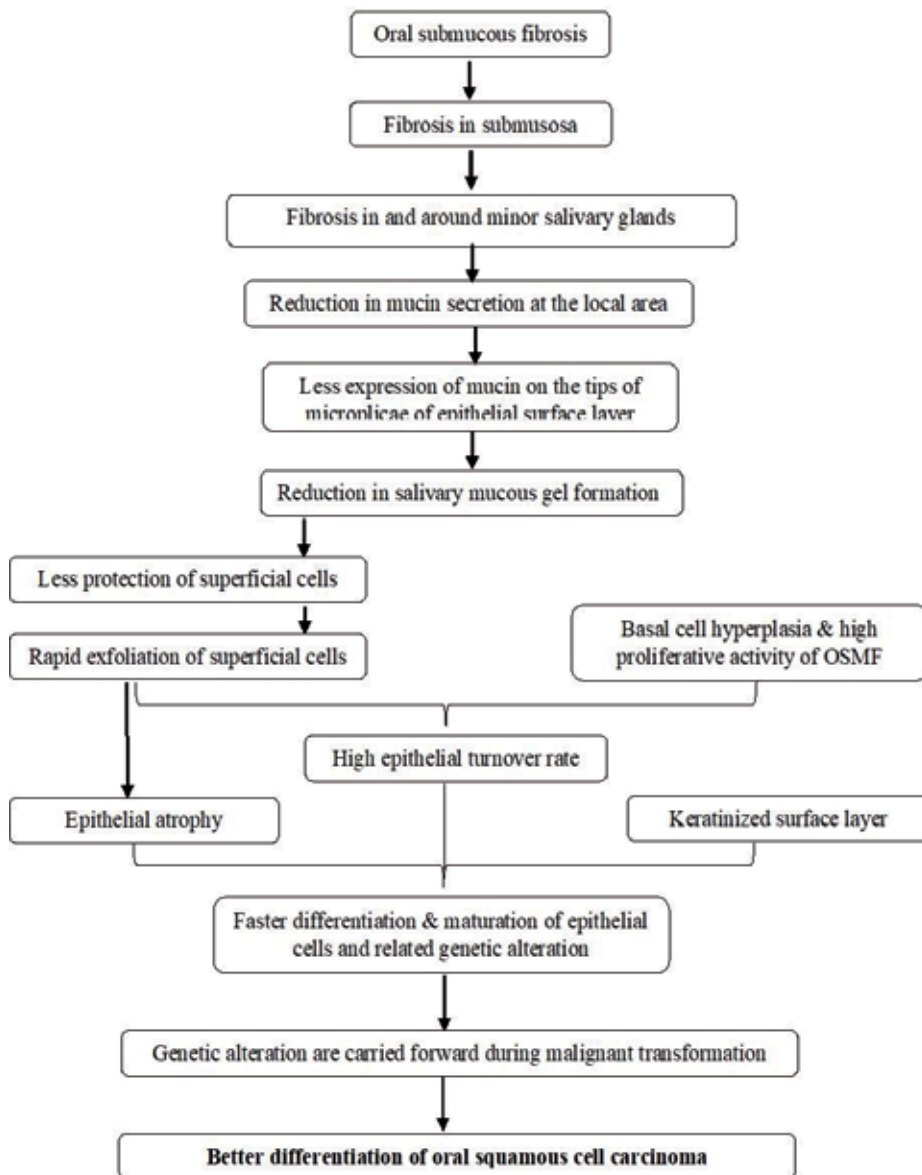 Oral submucous fibrosis
Fibrosis in submusosa
Fibrosis in and around minor salivary glands
Reduction in mucin secretion at the local area
Less expression of mucin on the tips of
microplicae of epithelial surface layer
Reduction in salivary mucous gel formation
Less protection of superficial cells
Rapid exfoliation of superficial cells
Basal cell hyperplasia & high
proliferative activity of OSMF
High epithelial turnover rate
Epithelial atrophy
Keratinized surface layer
Faster differentiation & maturation of epithelial
cells and related genetic alteration
Genetic alteration are carried forward during malignant transformation
Better differentiation of oral squamous cell carcinoma